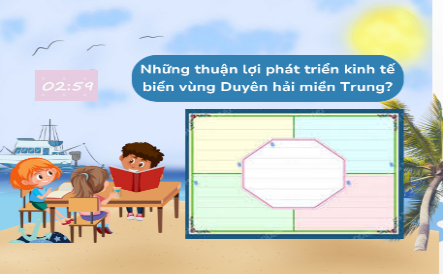 Những thuận lợi phát triển kinh tế
biển vùng Duyên hải miền Trung?
02:59